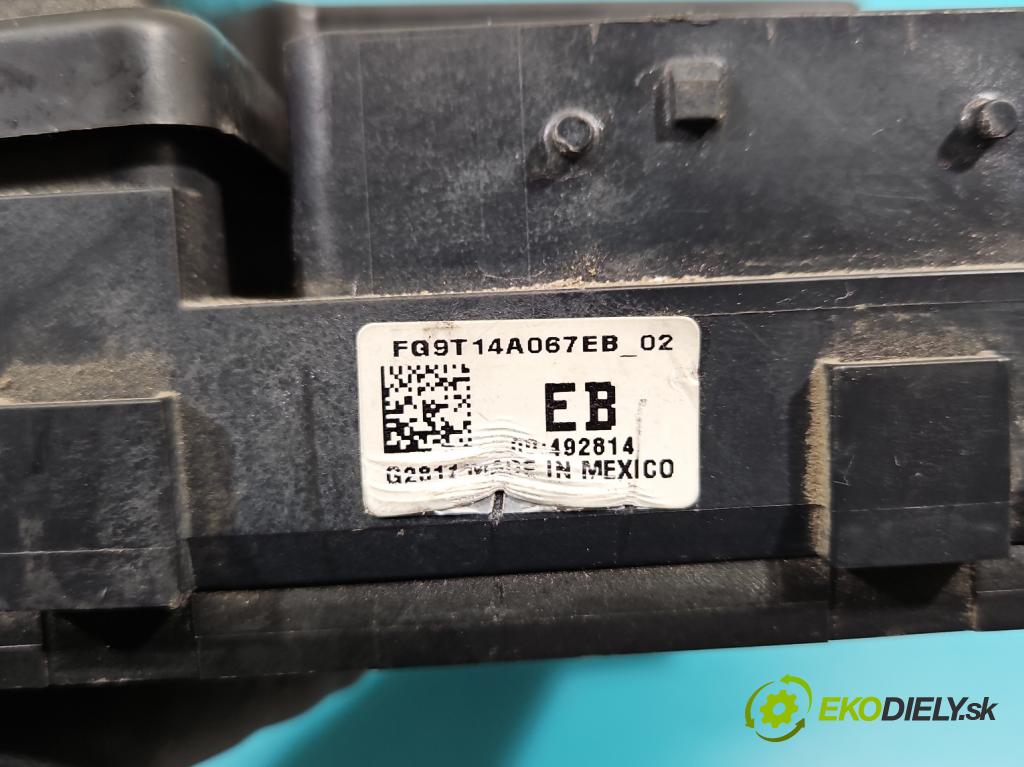 FG9T14A067EB_02
EB
492814
MADE IN MEXICO
EKODIELY.sk